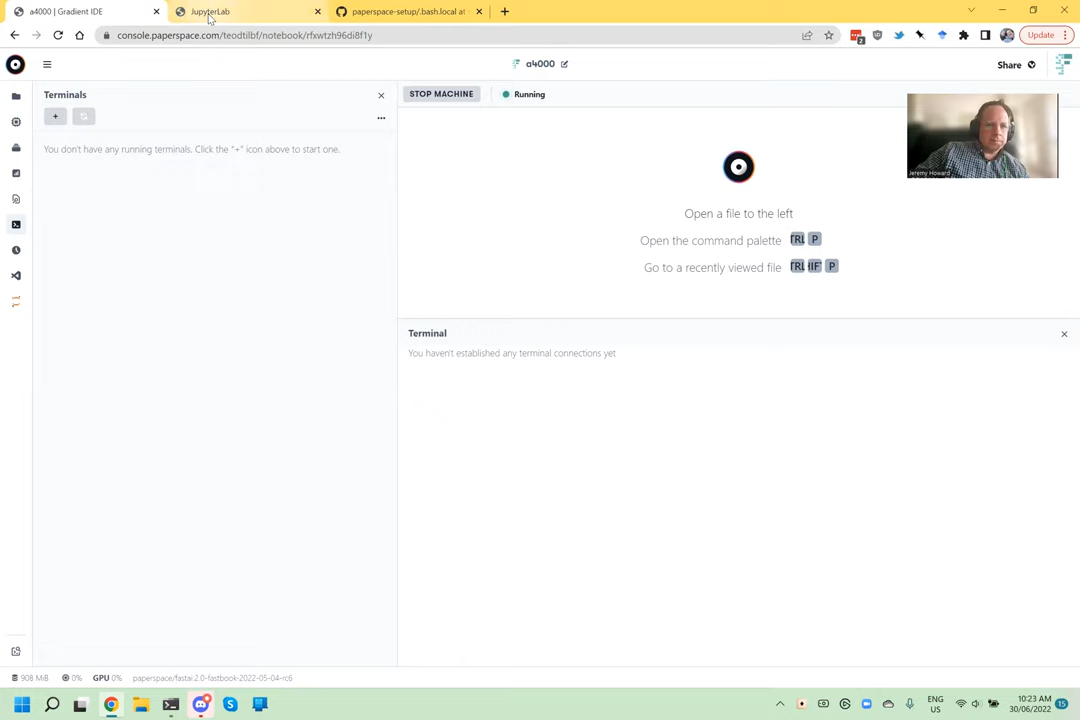 a4000 | Gradient IDE
JupyterLab
paperspace-setup/.bash.local at
console.paperspace.com/teodtilbf/notebook/rfxwtzh96di8f1y
2
Update
a4000
Share
Terminals
STOP MACHINE
Running
You don't have any running terminals. Click the "+" icon above to start one.
Jeremy Howard
Open a file to the left
Open the command palette
P
Go to a recently viewed file
P
Terminal
You haven't established any terminal connections yet
908 MiB
0%
GPU 0%
paperspace/fastai:2.0-fastbook-2022-05-04-rc6
ENG
US
10:23 AM
30/06/2022
15